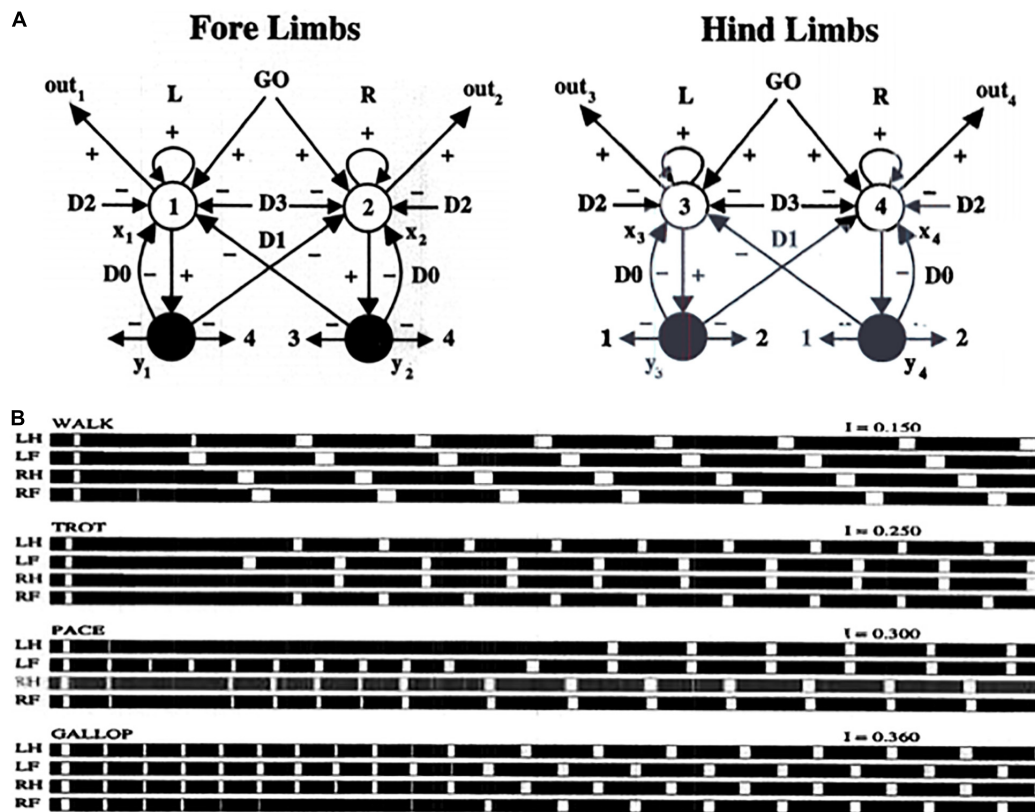 A
Fore Limbs Hind Limbs
out1 L GO R out2 out3 L GO R out4
+ + + + + + + + + + + +
D2 − 1 − D3 − 2 − D2 D2 − 3 − D3 − 4 − D2
x1 D1 x2 x3 D1 x4
D0 − + − − + − D0 D0 − + − − D0
− − 4 3 − − 4 1 − − 2 1 -- -- 2
y1 y2 y3 y4
B
WALK I = 0.150
LH
LF
RH
RF
TROT I = 0.250
LH
LF
RH
RF
PACE I = 0.300
LH
LF
RH
RF
GALLOP I = 0.360
LH
LF
RH
RF